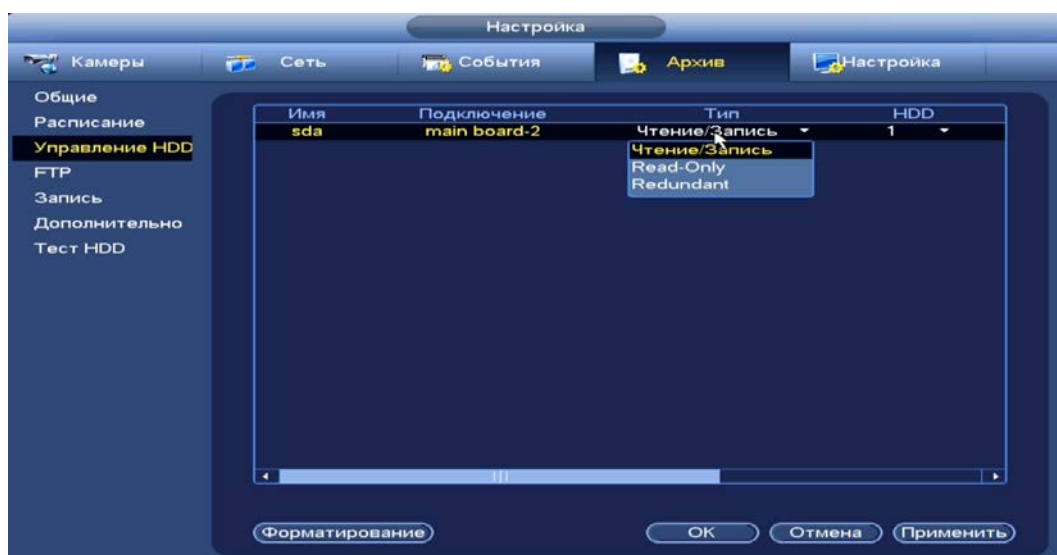 Настройка
Камеры Сеть События Архив Настройка
Общие
Расписание
Управление HDD
FTP
Запись
Дополнительно
Тест HDD
Имя Подключение Тип HDD
sda main board-2 Чтение/Запись 1
Чтение/Запись
Read-Only
Redundant
Форматирование OK Отмена Применить